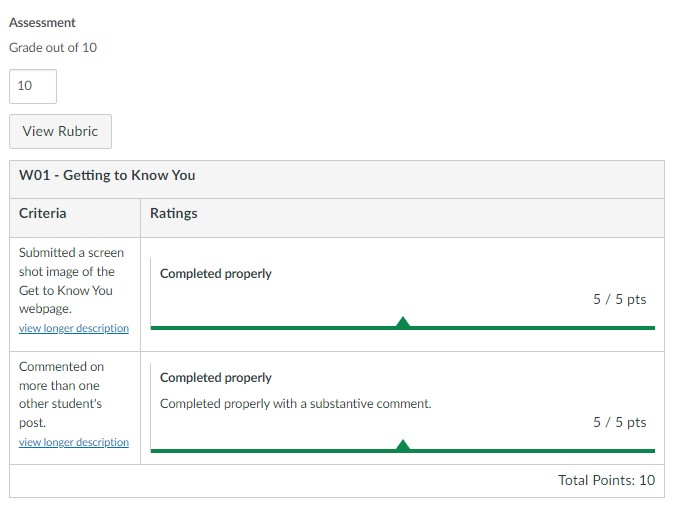 Assessment
Grade out of 10
10
View Rubric
W01 - Getting to Know You
Criteria
Ratings
Submitted a screen
shot image of the
Get to Know You
webpage.
view longer description
Completed properly
5 / 5 pts
Commented on
more than one
other student's
post.
view longer description
Completed properly
Completed properly with a substantive comment.
5 / 5 pts
Total Points: 10